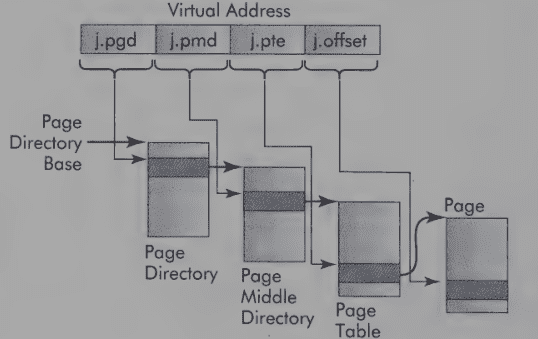 Virtual Address
j.pgd j.pmd j.pte j.offset
Page
Directory
Base
Page
Directory
Page
Middle
Directory
Page
Table
Page